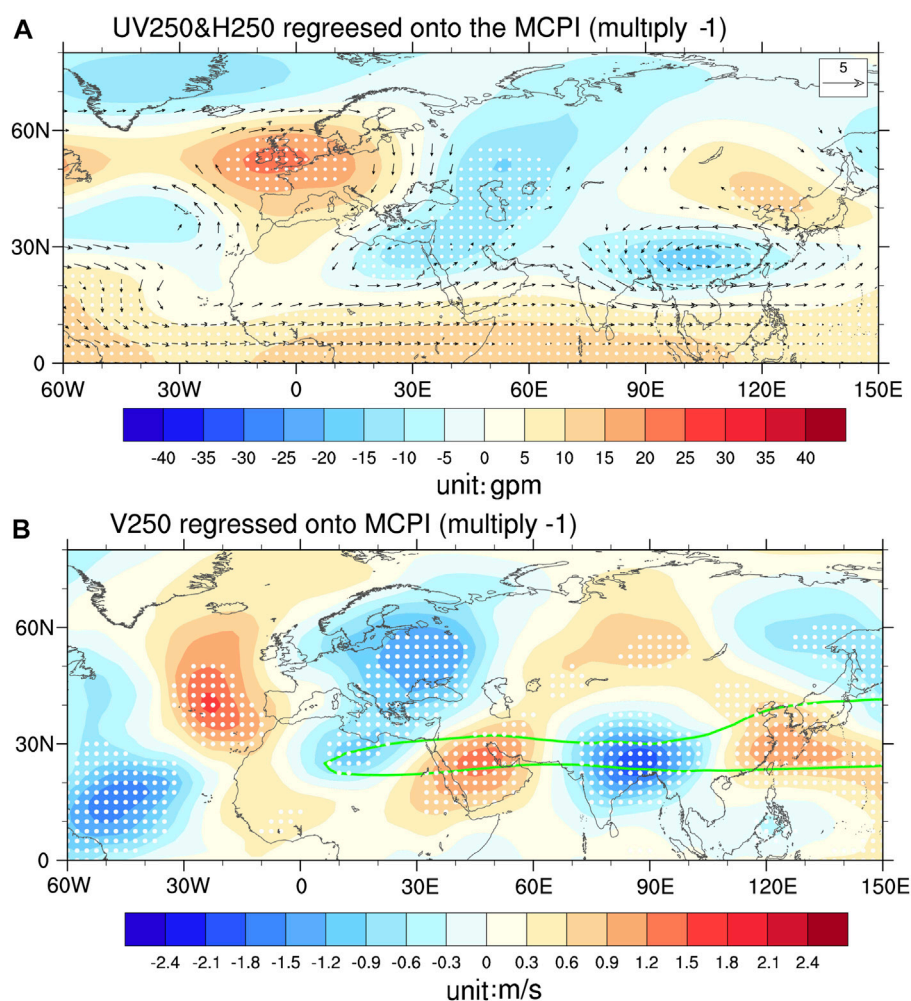 A
UV250&H250 regreesed onto the MCPI (multiply -1)
5
60N
30N
0
60W 30W 0 30E 60E 90E 120E 150E
-40 -35 -30 -25 -20 -15 -10 -5 0 5 10 15 20 25 30 35 40
unit: gpm
B
V250 regressed onto MCPI (multiply -1)
60N
30N
0
60W 30W 0 30E 60E 90E 120E 150E
-2.4 -2.1 -1.8 -1.5 -1.2 -0.9 -0.6 -0.3 0 0.3 0.6 0.9 1.2 1.5 1.8 2.1 2.4
unit:m/s